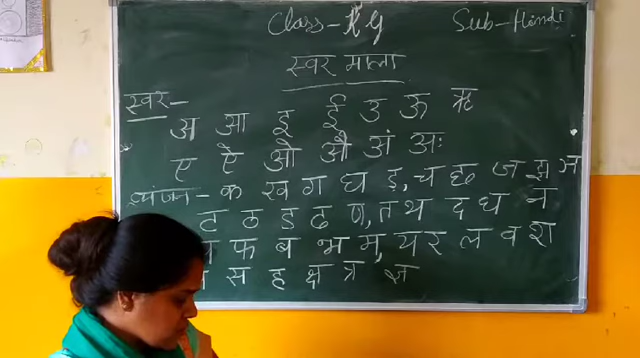 Class-KG Sub-Hindi
स्वर माला
स्वर- अ आ इ ई उ ऊ ऋ
ए ऐ ओ औ अं अः
व्यंजन- क ख ग घ ङ, च छ ज झ ञ
ट ठ ड ढ ण, त थ द ध न
फ ब भ म, य र ल व श
स ह क्ष त्र ज्ञ